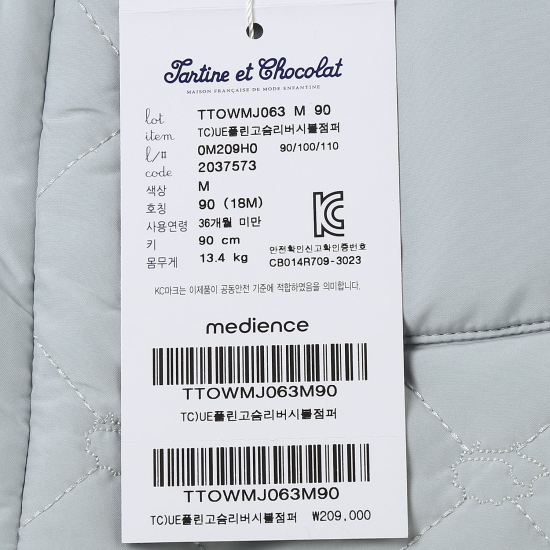 Tartine et Chocolat
MAISON FRANÇAISE DE MODE ENFANTINE
lot TTOWMJ063 M 90
item TC)UE플린고슴리버시블점퍼
l/# 0M209H0 90/100/110
code 2037573
색상 M
호칭 90 (18M)
사용연령 36개월 미만
키 90 cm
몸무게 13.4 kg
안전확인신고확인증번호
CB014R709-3023
KC마크는 이제품이 공동안전 기준에 적합하였음을 의미합니다.
medience
TTOWMJ063M90
TC)UE플린고슴리버시블점퍼
TTOWMJ063M90
TC)UE플린고슴리버시블점퍼 ₩209,000